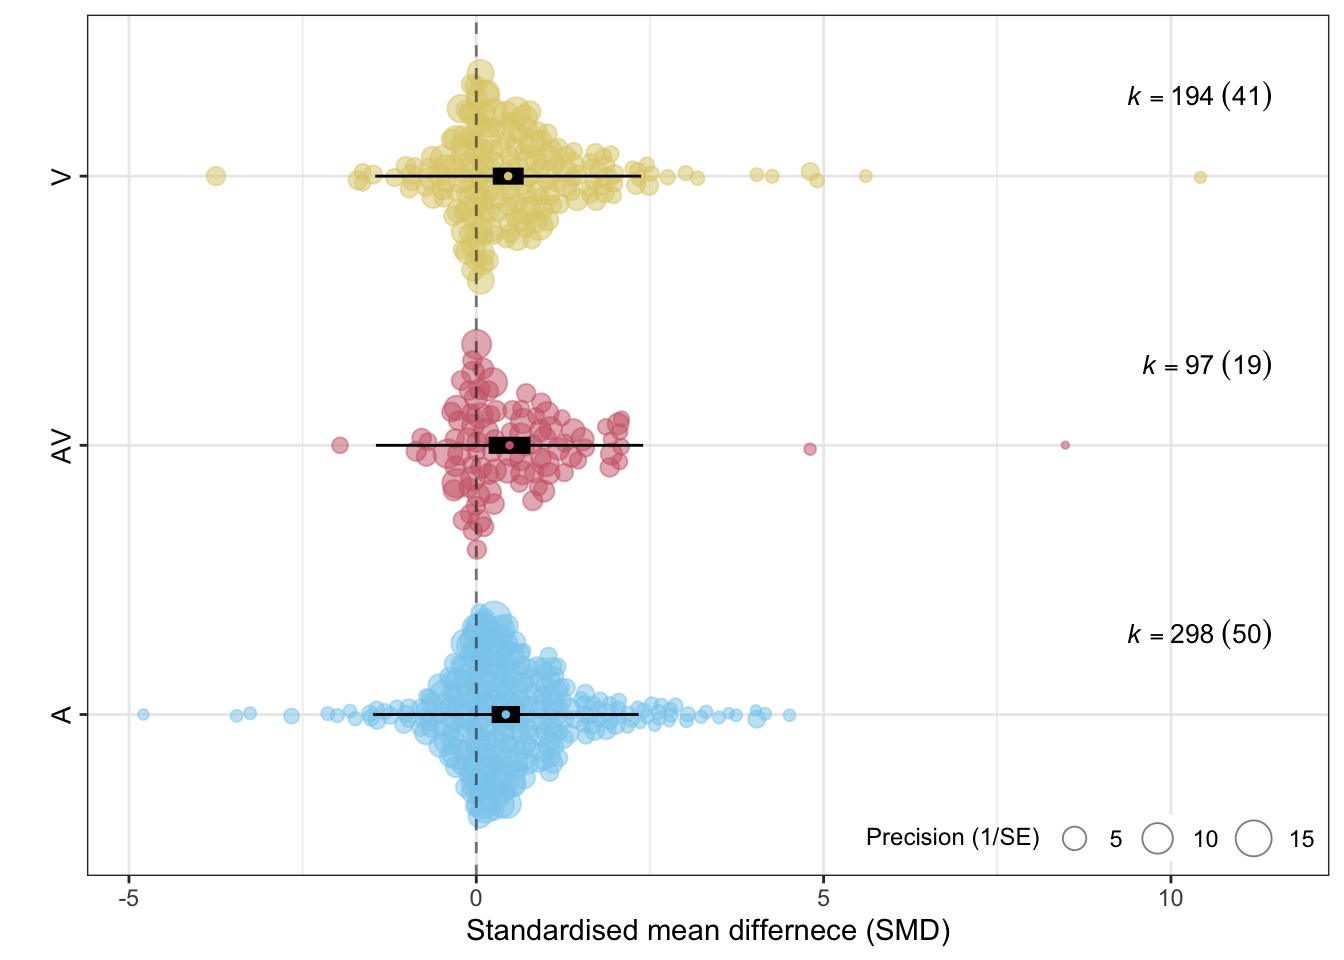 V
k = 194 (41)
AV
k = 97 (19)
A
k = 298 (50)
Precision (1/SE) 5 10 15
-5 0 5 10
Standardised mean differnece (SMD)